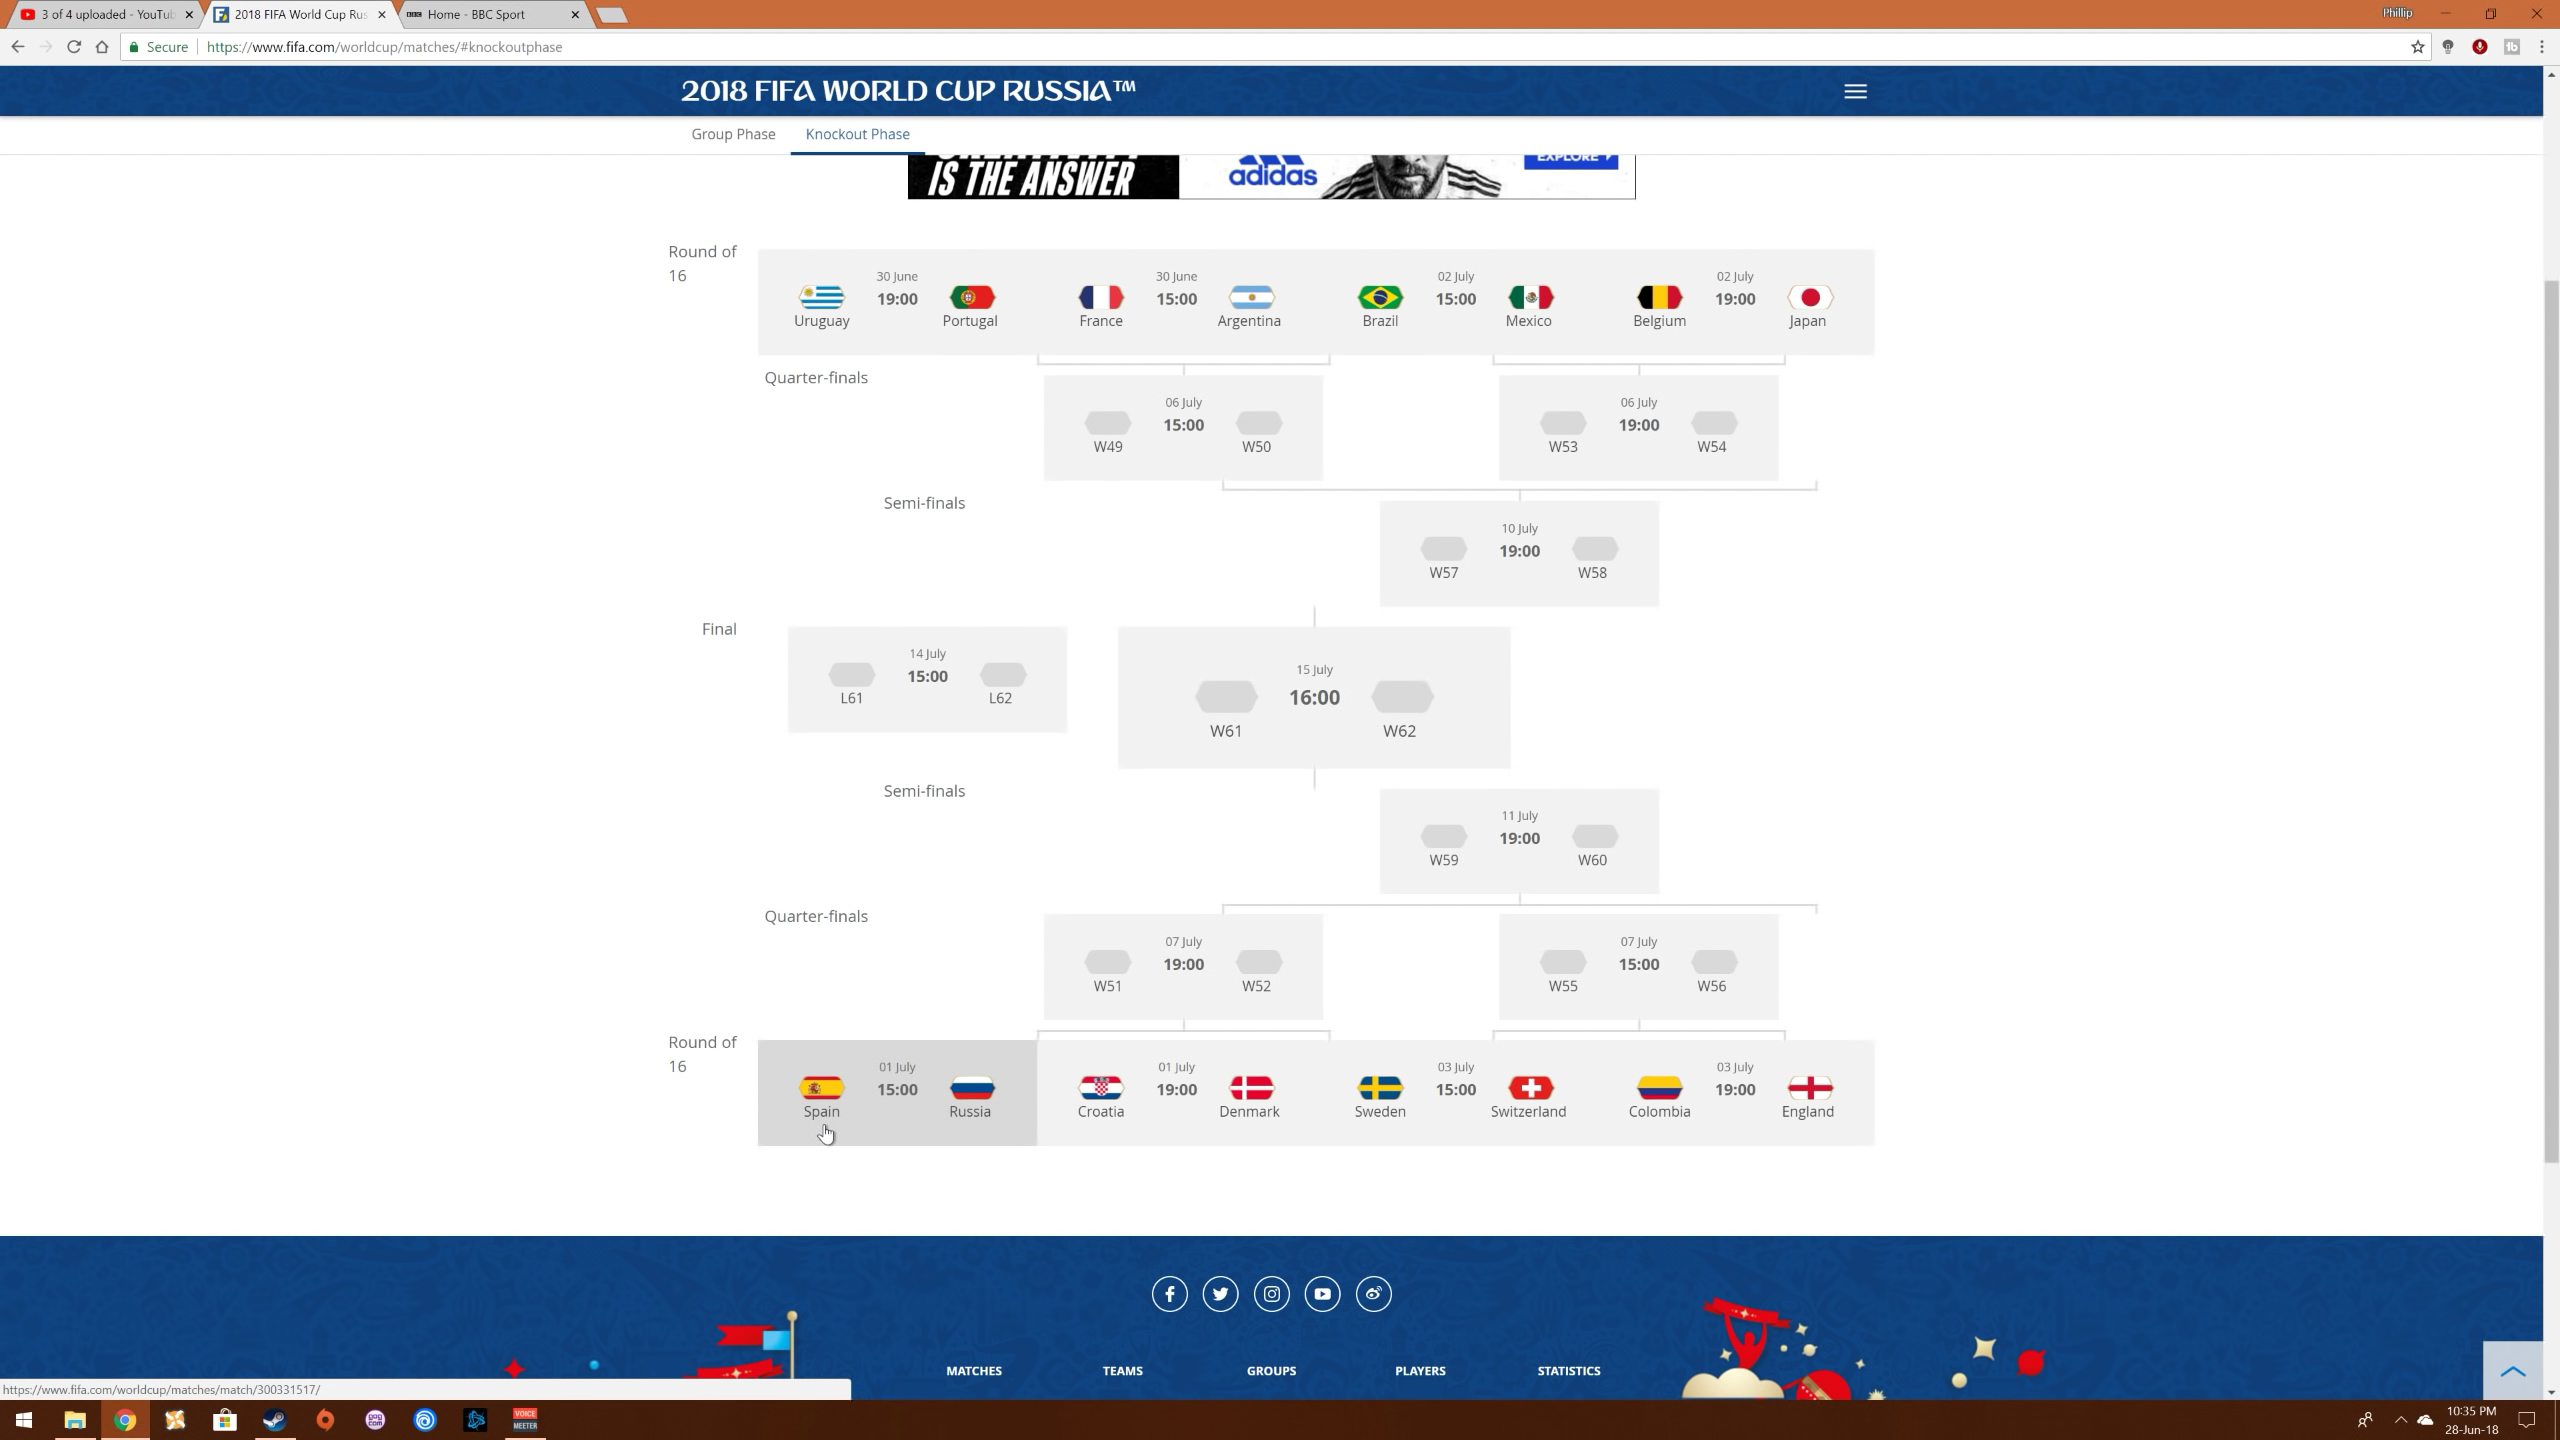 3 of 4 uploaded - YouTub
2018 FIFA World Cup Rus
Home - BBC Sport
Phillip
Secure
https://www.fifa.com/worldcup/matches/#knockoutphase
2018 FIFA WORLD CUP RUSSIA™
Group Phase
Knockout Phase
IS THE ANSWER
adidas
EXPLORE
Round of
16
30 June
19:00
Uruguay
Portugal
30 June
15:00
France
Argentina
02 July
15:00
Brazil
Mexico
02 July
19:00
Belgium
Japan
Quarter-finals
06 July
15:00
W49
W50
06 July
19:00
W53
W54
Semi-finals
10 July
19:00
W57
W58
Final
14 July
15:00
L61
L62
15 July
16:00
W61
W62
Semi-finals
11 July
19:00
W59
W60
Quarter-finals
07 July
19:00
W51
W52
07 July
15:00
W55
W56
Round of
16
01 July
15:00
Spain
Russia
01 July
19:00
Croatia
Denmark
03 July
15:00
Sweden
Switzerland
03 July
19:00
Colombia
England
MATCHES
TEAMS
GROUPS
PLAYERS
STATISTICS
https://www.fifa.com/worldcup/matches/match/300331517/
VOICE
MEETER
10:35 PM
28-Jun-18